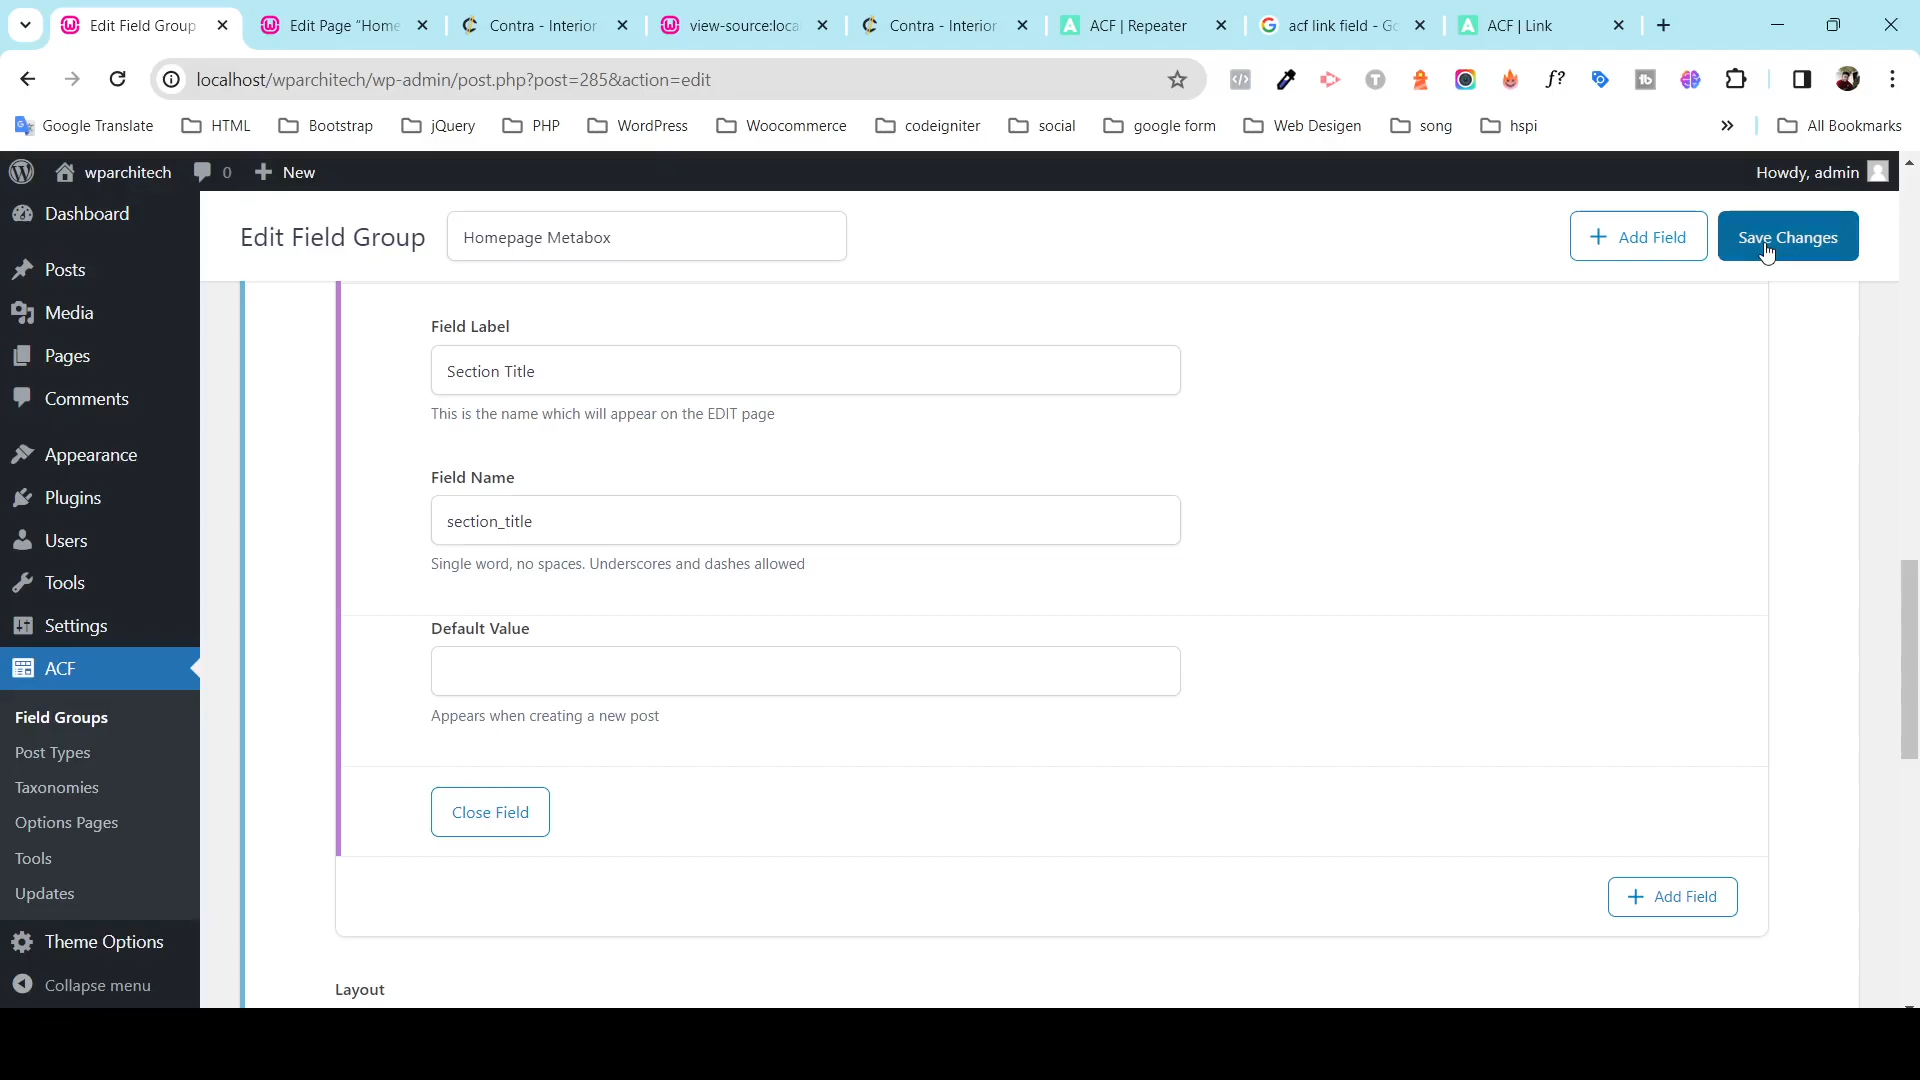 Edit Field Group
Edit Page "Home
Contra - Interior
view-source:loca
Contra - Interior
ACF | Repeater
acf link field - Go
ACF | Link
localhost/wparchitech/wp-admin/post.php?post=285&action=edit
Google Translate
HTML
Bootstrap
jQuery
PHP
WordPress
Woocommerce
codeigniter
social
google form
Web Desigen
song
hspi
All Bookmarks
wparchitech
0
New
Howdy, admin
Dashboard
Posts
Media
Pages
Comments
Appearance
Plugins
Users
Tools
Settings
ACF
Field Groups
Post Types
Taxonomies
Options Pages
Tools
Updates
Theme Options
Collapse menu
Edit Field Group
Homepage Metabox
Add Field
Save Changes
Field Label
Section Title
This is the name which will appear on the EDIT page
Field Name
section_title
Single word, no spaces. Underscores and dashes allowed
Default Value
Appears when creating a new post
Close Field
Add Field
Layout